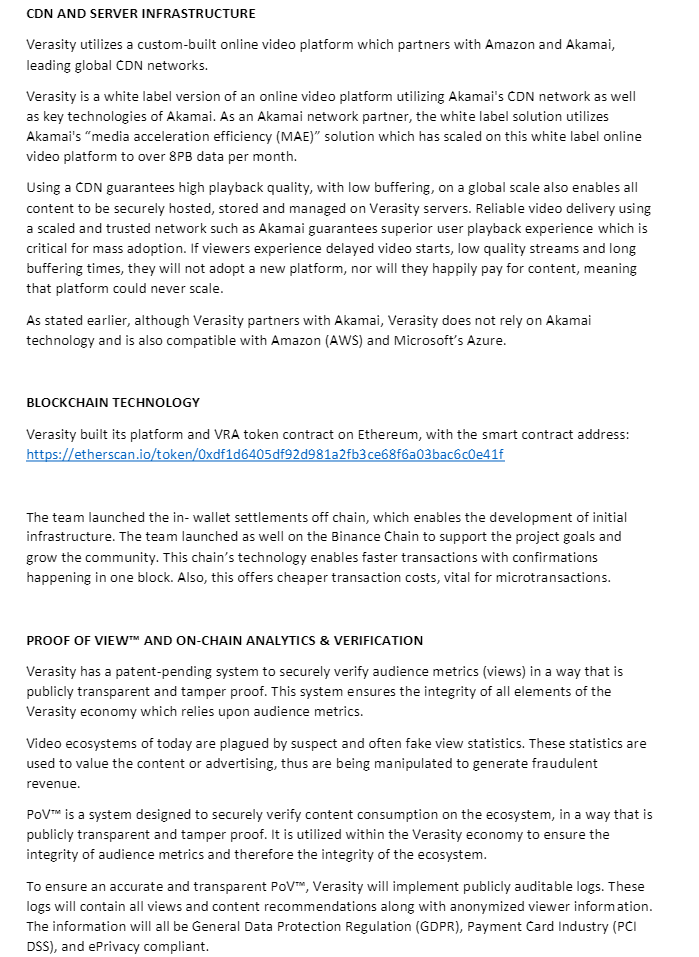 CDN AND SERVER INFRASTRUCTURE
Verasity utilizes a custom-built online video platform which partners with Amazon and Akamai,
leading global CDN networks.
Verasity is a white label version of an online video platform utilizing Akamai's CDN network as well
as key technologies of Akamai. As an Akamai network partner, the white label solution utilizes
Akamai's “media acceleration efficiency (MAE)” solution which has scaled on this white label online
video platform to over 8PB data per month.
Using a CDN guarantees high playback quality, with low buffering, on a global scale also enables all
content to be securely hosted, stored and managed on Verasity servers. Reliable video delivery using
a scaled and trusted network such as Akamai guarantees superior user playback experience which is
critical for mass adoption. If viewers experience delayed video starts, low quality streams and long
buffering times, they will not adopt a new platform, nor will they happily pay for content, meaning
that platform could never scale.
As stated earlier, although Verasity partners with Akamai, Verasity does not rely on Akamai
technology and is also compatible with Amazon (AWS) and Microsoft’s Azure.
BLOCKCHAIN TECHNOLOGY
Verasity built its platform and VRA token contract on Ethereum, with the smart contract address:
https://etherscan.io/token/0xdf1d6405df92d981a2fb3ce68f6a03bac6c0e41f
The team launched the in- wallet settlements off chain, which enables the development of initial
infrastructure. The team launched as well on the Binance Chain to support the project goals and
grow the community. This chain’s technology enables faster transactions with confirmations
happening in one block. Also, this offers cheaper transaction costs, vital for microtransactions.
PROOF OF VIEW™ AND ON-CHAIN ANALYTICS & VERIFICATION
Verasity has a patent-pending system to securely verify audience metrics (views) in a way that is
publicly transparent and tamper proof. This system ensures the integrity of all elements of the
Verasity economy which relies upon audience metrics.
Video ecosystems of today are plagued by suspect and often fake view statistics. These statistics are
used to value the content or advertising, thus are being manipulated to generate fraudulent
revenue.
PoV™ is a system designed to securely verify content consumption on the ecosystem, in a way that is
publicly transparent and tamper proof. It is utilized within the Verasity economy to ensure the
integrity of audience metrics and therefore the integrity of the ecosystem.
To ensure an accurate and transparent PoV™, Verasity will implement publicly auditable logs. These
logs will contain all views and content recommendations along with anonymized viewer information.
The information will all be General Data Protection Regulation (GDPR), Payment Card Industry (PCI
DSS), and ePrivacy compliant.